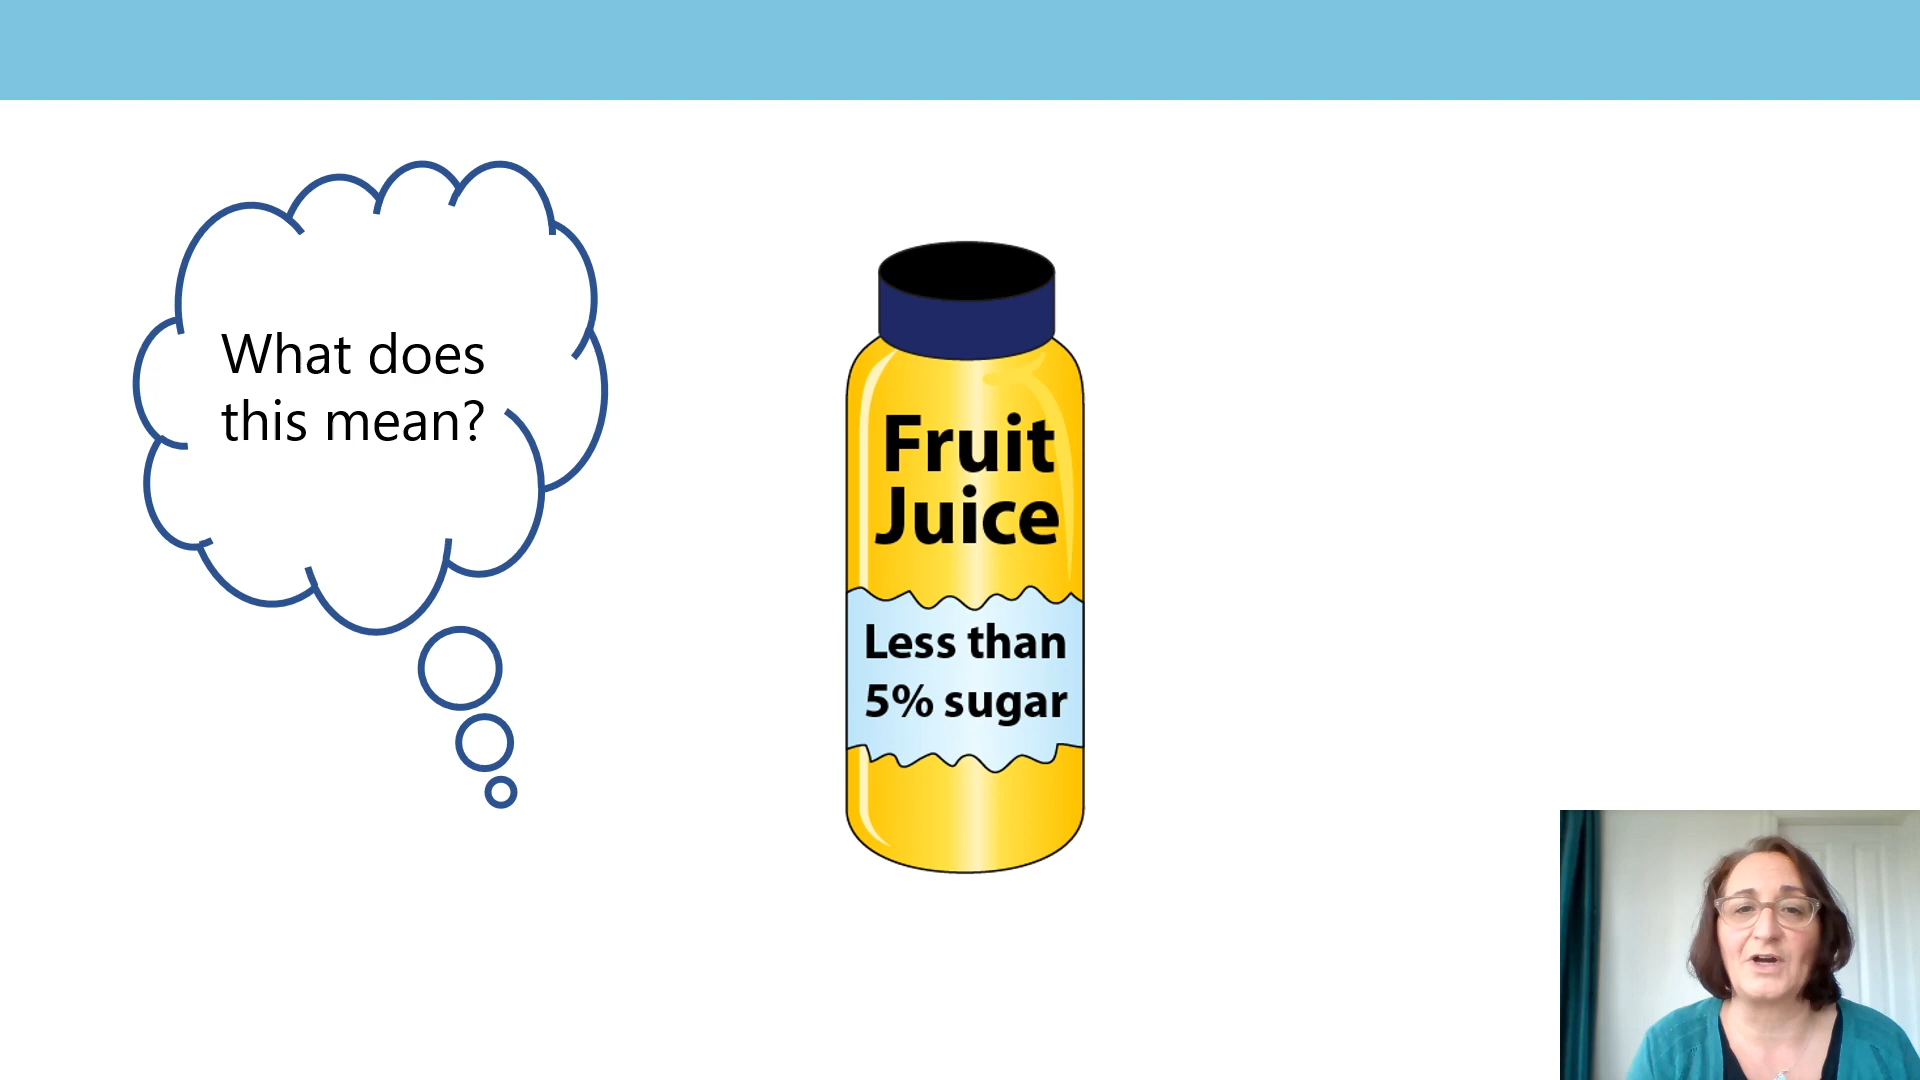 What does
this mean?
Fruit
Juice
Less than
5% sugar